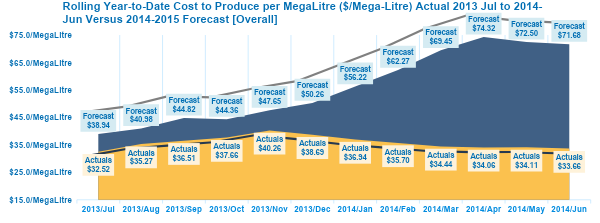 Rolling Year-to-Date Cost to Produce per MegaLitre ($/Mega-Litre) Actual 2013 Jul to 2014-
Jun Versus 2014-2015 Forecast [Overall]
$75.0/MegaLitre
$65.0/MegaLitre
$55.0/MegaLitre
$45.0/MegaLitre
$35.0/MegaLitre
$25.0/MegaLitre
$15.0/MegaLitre
Forecast
$38.94
Forecast
$40.98
Forecast
$44.82
Forecast
$44.36
Forecast
$47.65
Forecast
$50.26
Forecast
$56.22
Forecast
$62.27
Forecast
$69.45
Forecast
$74.32
Forecast
$72.50
Forecast
$71.68
Actuals
$32.52
Actuals
$35.27
Actuals
$36.51
Actuals
$37.66
Actuals
$40.26
Actuals
$38.69
Actuals
$36.94
Actuals
$35.70
Actuals
$34.44
Actuals
$34.06
Actuals
$34.11
Actuals
$33.66
2013/Jul 2013/Aug 2013/Sep 2013/Oct 2013/Nov 2013/Dec 2014/Jan 2014/Feb 2014/Mar 2014/Apr 2014/May 2014/Jun